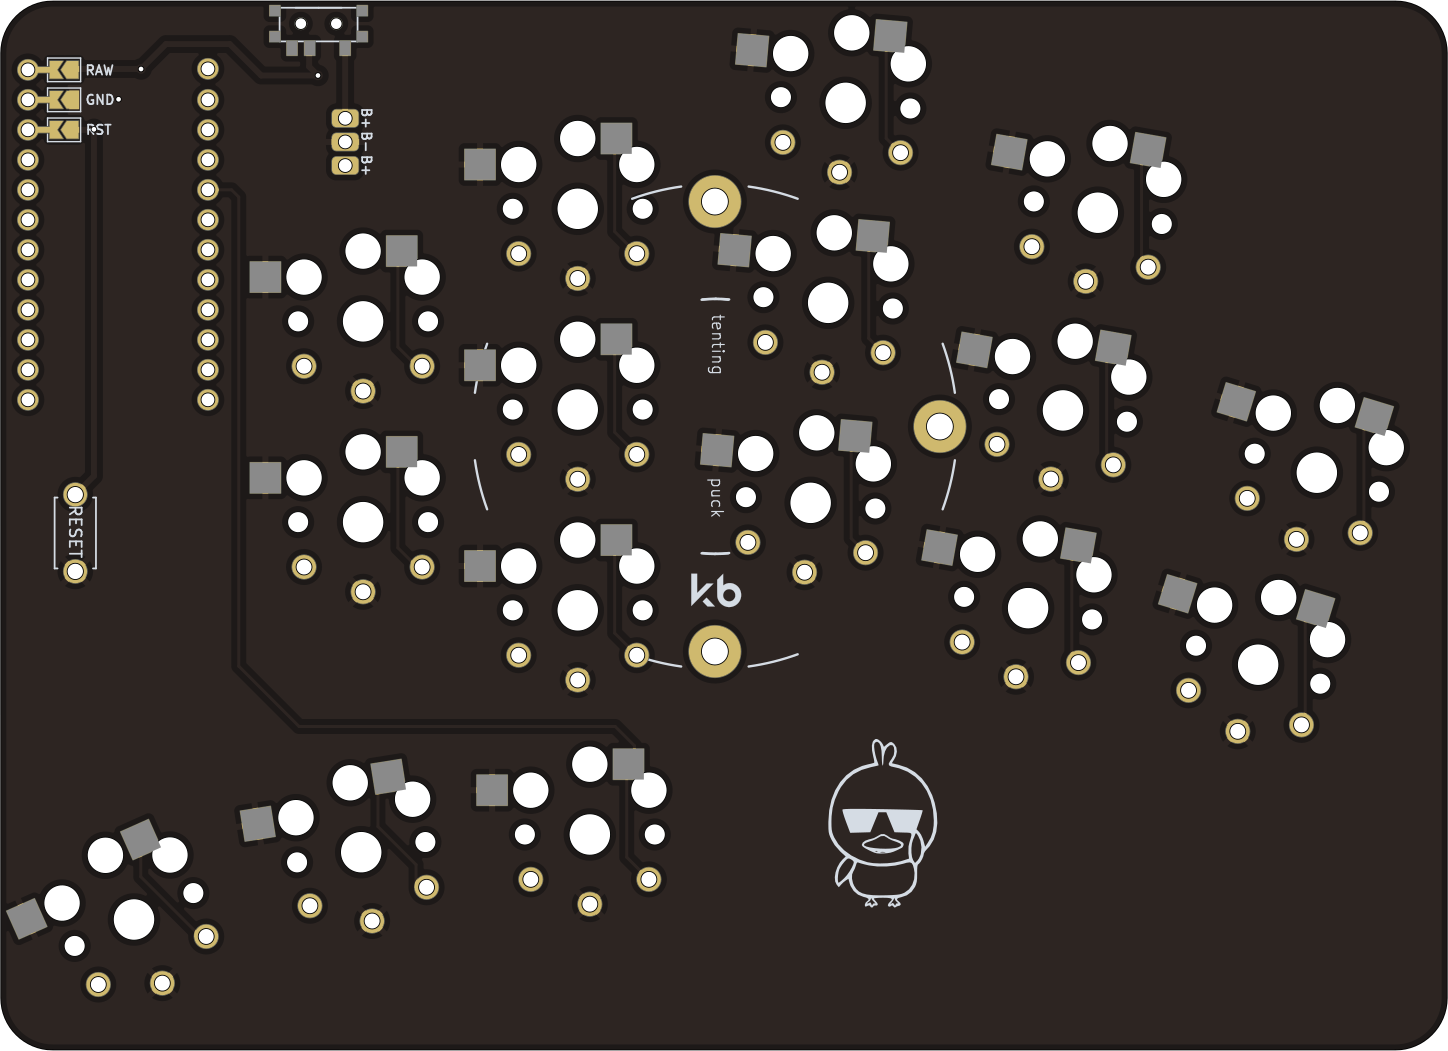 RAW
GND
RST
B+
B-
B+
tenting
puck
kb
RESET